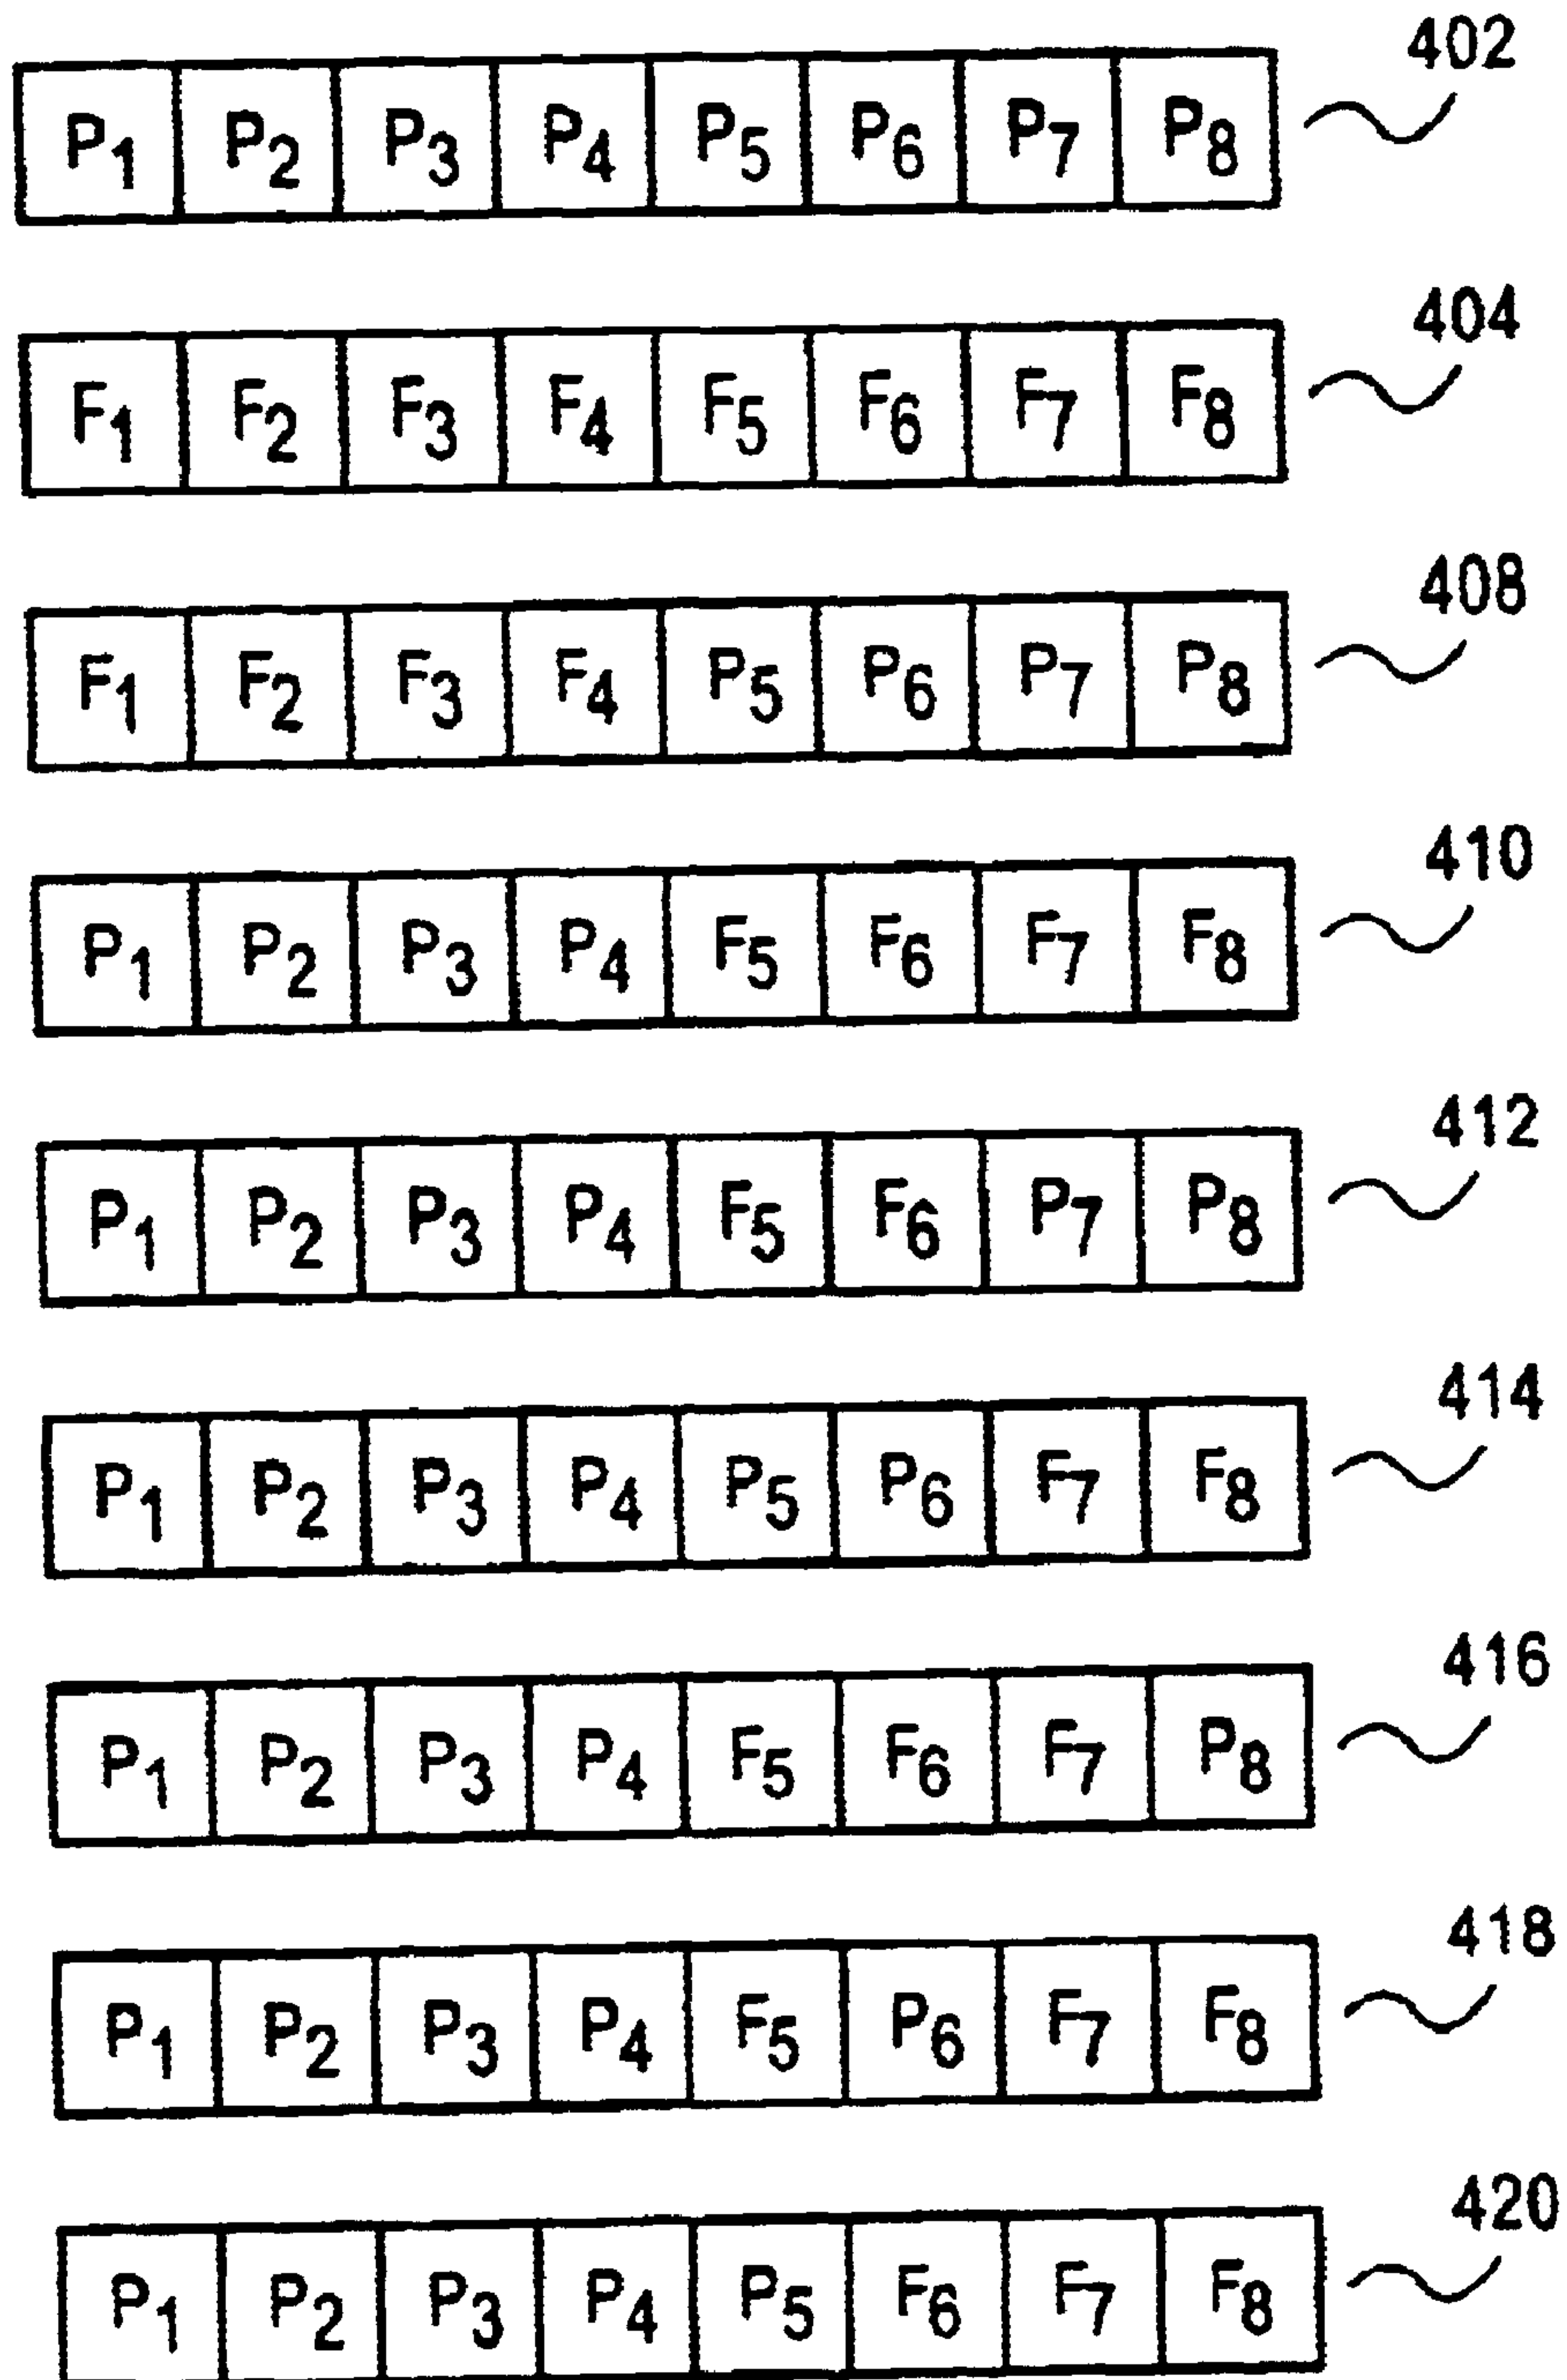 402
P1 P2 P3 P4 P5 P6 P7 P8
404
F1 F2 F3 F4 F5 F6 F7 F8
408
F1 F2 F3 F4 P5 P6 P7 P8
410
P1 P2 P3 P4 F5 F6 F7 F8
412
P1 P2 P3 P4 F5 F6 P7 P8
414
P1 P2 P3 P4 P5 P6 F7 F8
416
P1 P2 P3 P4 F5 F6 F7 P8
418
P1 P2 P3 P4 F5 P6 F7 F8
420
P1 P2 P3 P4 P5 F6 F7 F8